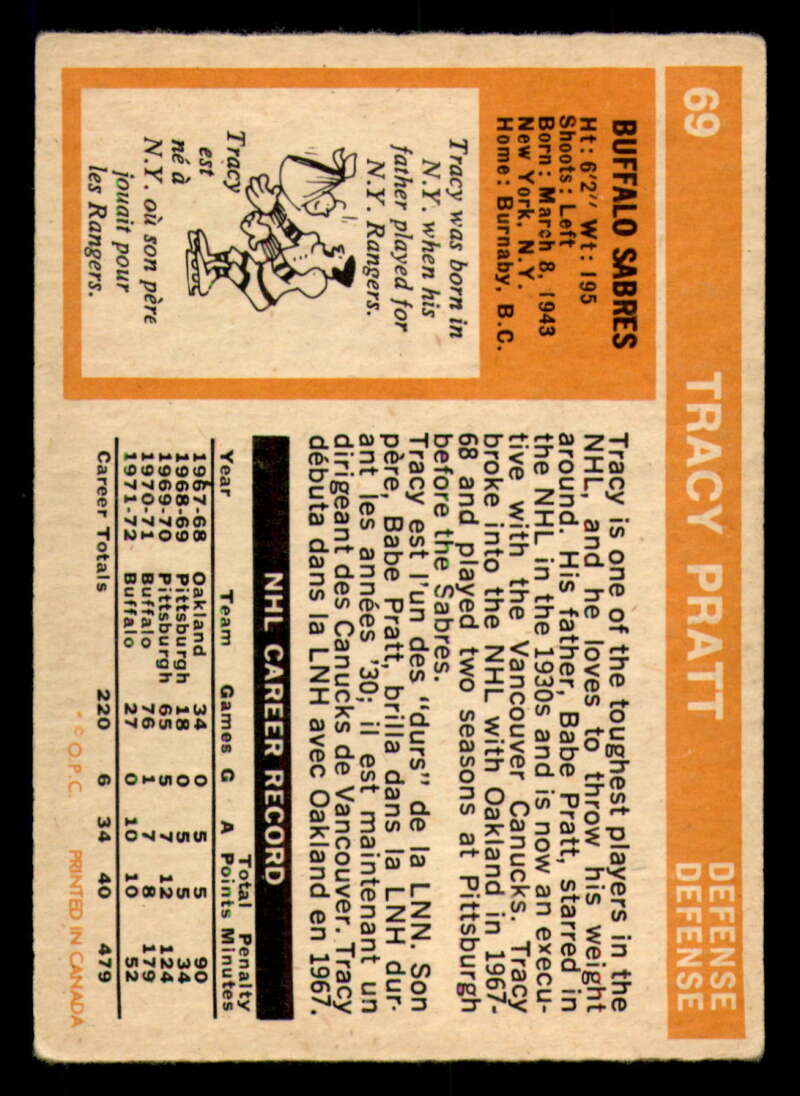 69
TRACY PRATT
DEFENSE
DEFENSE
BUFFALO SABRES
Ht: 6'2" Wt: 195
Shoots: Left
Born: March 8, 1943
New York, N.Y.
Home: Burnaby, B.C.
Tracy was born in
N.Y. when his
father played for
N.Y. Rangers.
Tracy
est
né à
N.Y. où son père
jouait pour
les Rangers.
Tracy is one of the toughest players in the
NHL, and he loves to throw his weight
around. His father, Babe Pratt, starred in
the NHL in the 1930s and is now an execu-
tive with the Vancouver Canucks. Tracy
broke into the NHL with Oakland in 1967-
68 and played two seasons at Pittsburgh
before the Sabres.
Tracy est l'un des "durs" de la LNN. Son
père, Babe Pratt, brilla dans la LNH dur-
ant les années '30; il est maintenant un
dirigeant des Canucks de Vancouver. Tracy
débuta dans la LNH avec Oakland en 1967.
NHL CAREER RECORD
Year Team Games G A Total Points Penalty Minutes
1967-68 Oakland 34 0 5 5 90
1968-69 Pittsburgh 18 0 5 5 34
1969-70 Pittsburgh 65 5 7 12 124
1970-71 Buffalo 76 1 7 8 179
1971-72 Buffalo 27 0 10 10 52
Career Totals 220 6 34 40 479
* © O.P.C. PRINTED IN CANADA